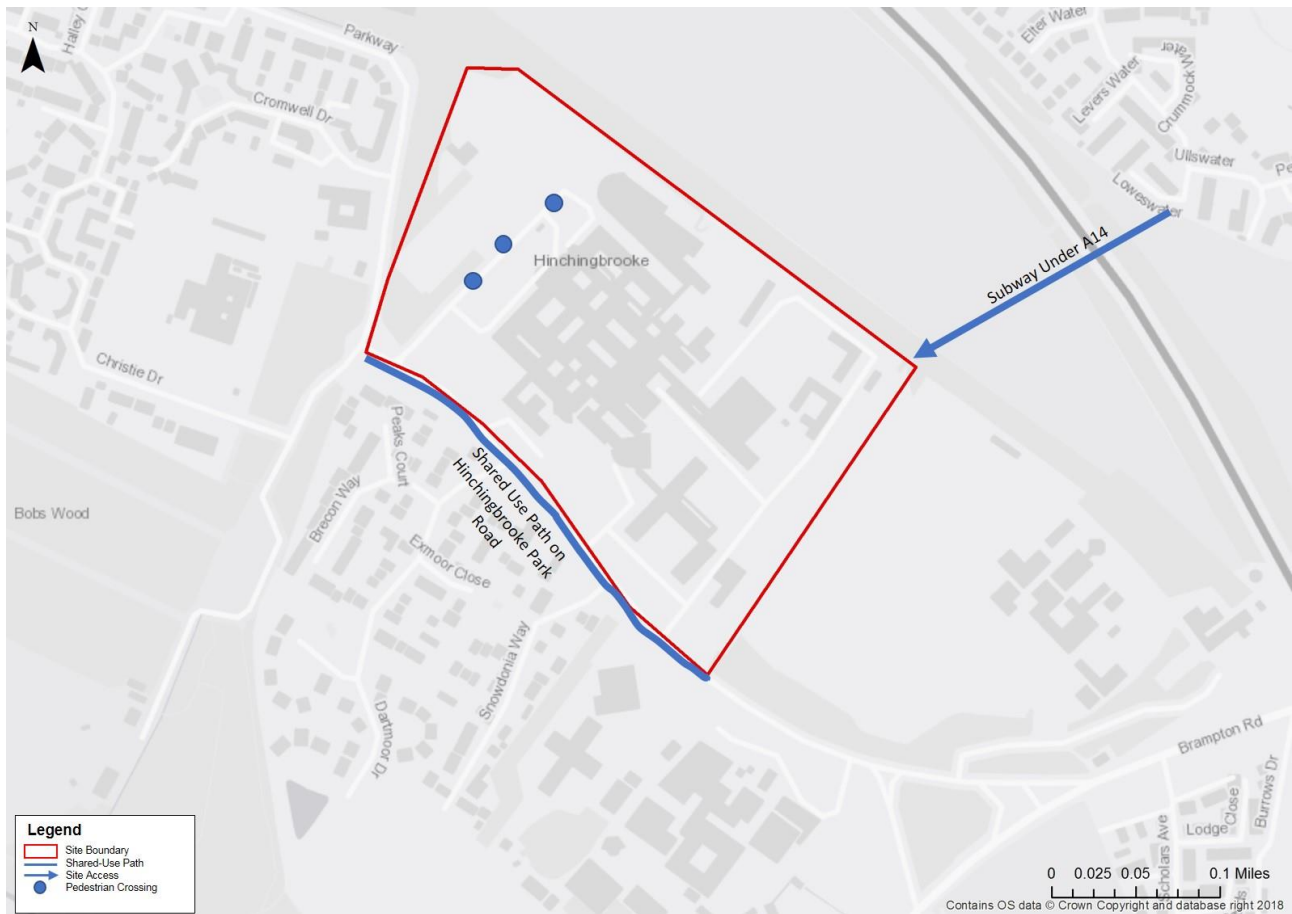 N
Halley C
Parkway
Cromwell Dr
Elter Water
Levers Water
Crummock Water
Ullswater
Pe
Loweswater
Subway Under A14
Hinchingbrooke
Christie Dr
Peaks Court
Brecon Way
Exmoor Close
Bobs Wood
Shared Use Path on
Hinchingbrooke Park
Road
Snowdonia Way
Dartmoor Dr
Brampton Rd
Burrows Dr
Scholars Ave
Lodge Close
Legend
Site Boundary
Shared-Use Path
Site Access
Pedestrian Crossing
0 0.025 0.05 0.1 Miles
Contains OS data © Crown Copyright and database right 2018